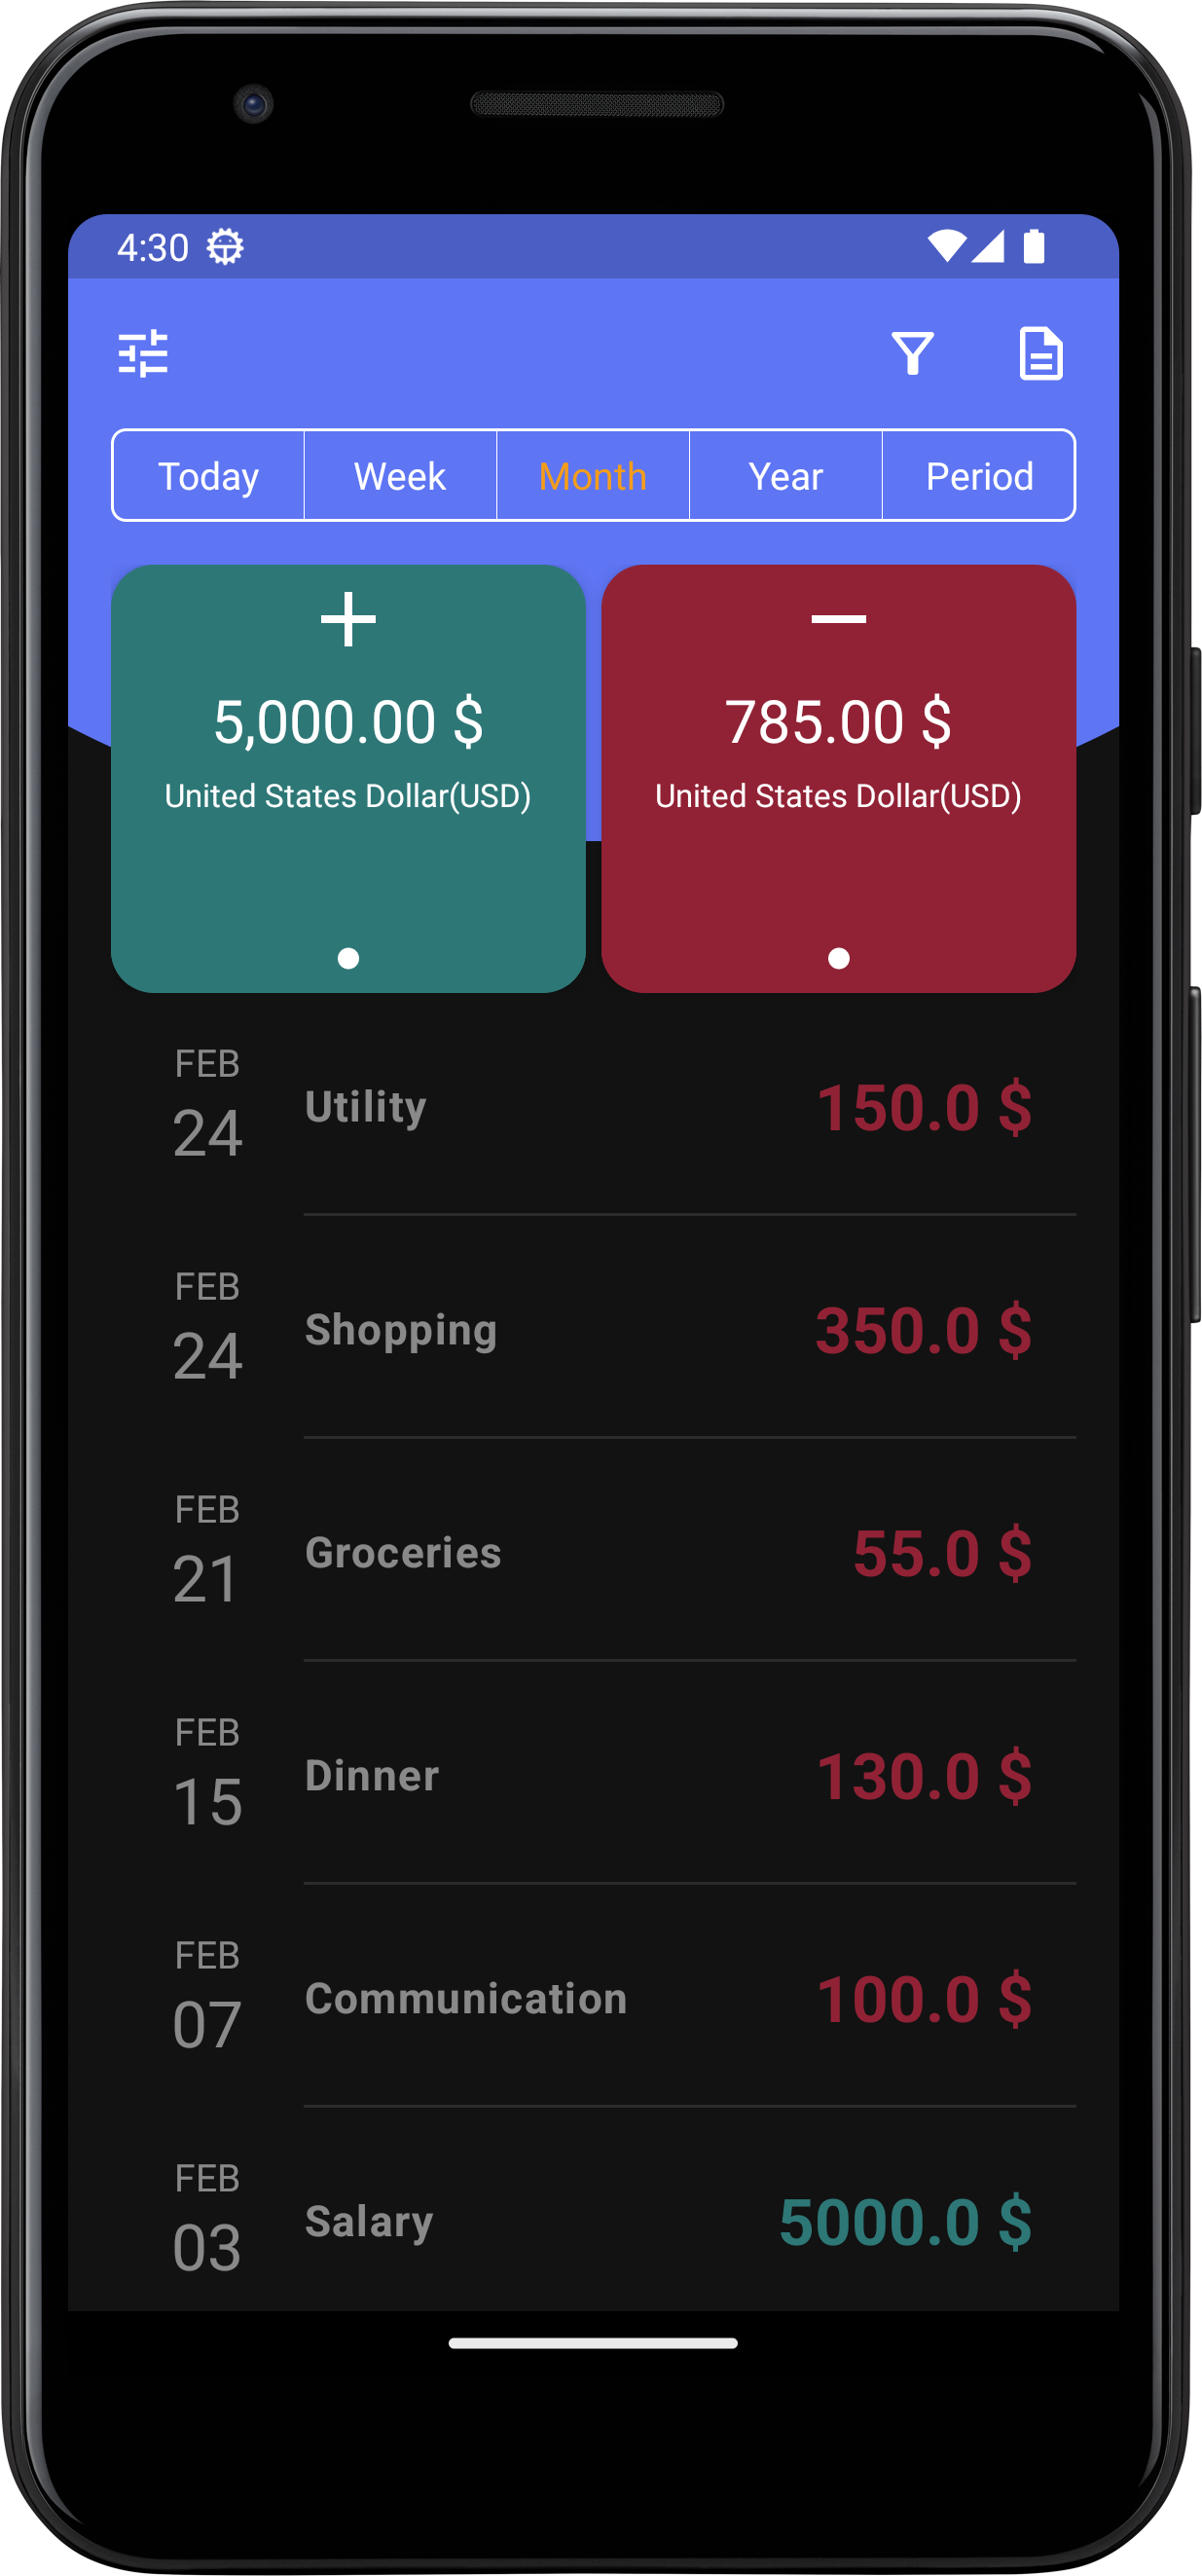 4:30
Today Week Month Year Period
5,000.00 $
United States Dollar(USD)
785.00 $
United States Dollar(USD)
FEB
24
Utility
150.0 $
FEB
24
Shopping
350.0 $
FEB
21
Groceries
55.0 $
FEB
15
Dinner
130.0 $
FEB
07
Communication
100.0 $
FEB
03
Salary
5000.0 $